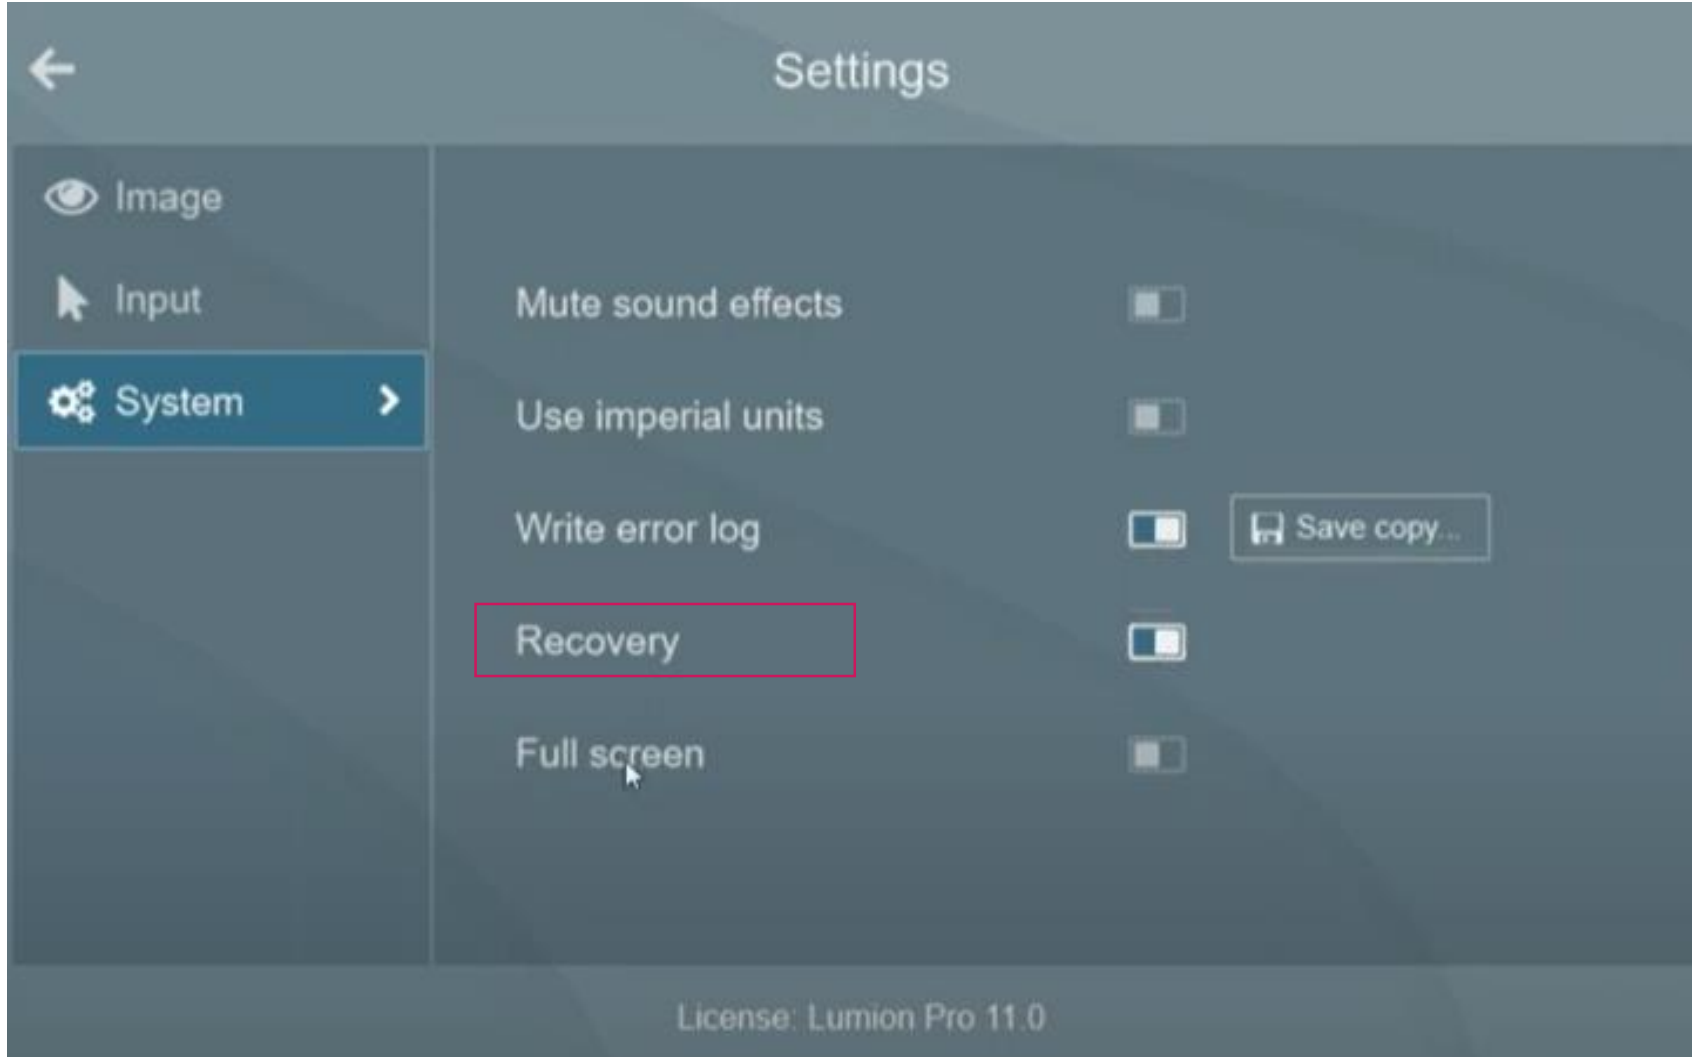 Settings
Image
Input
System
Mute sound effects
Use imperial units
Write error log
Save copy...
Recovery
Full screen
License: Lumion Pro 11.0